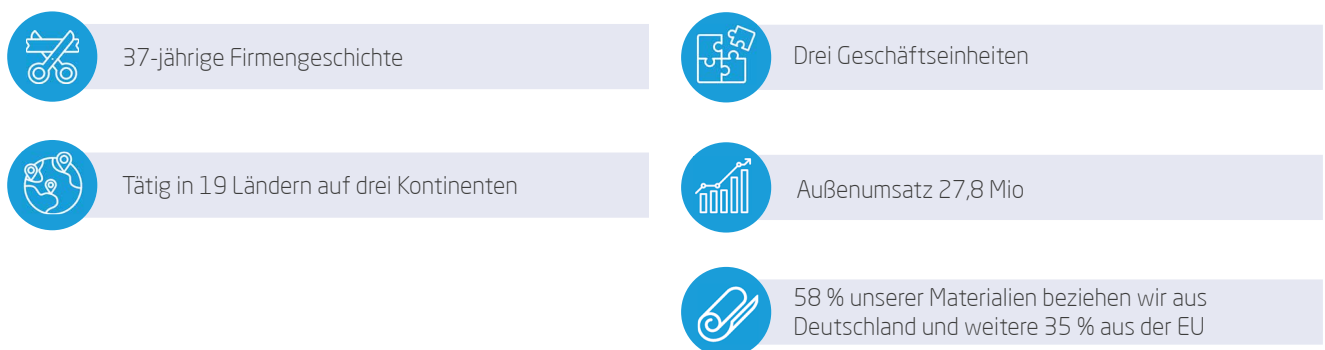 37-jährige Firmengeschichte
Drei Geschäftseinheiten
Tätig in 19 Ländern auf drei Kontinenten
Außenumsatz 27,8 Mio
58 % unserer Materialien beziehen wir aus
Deutschland und weitere 35 % aus der EU